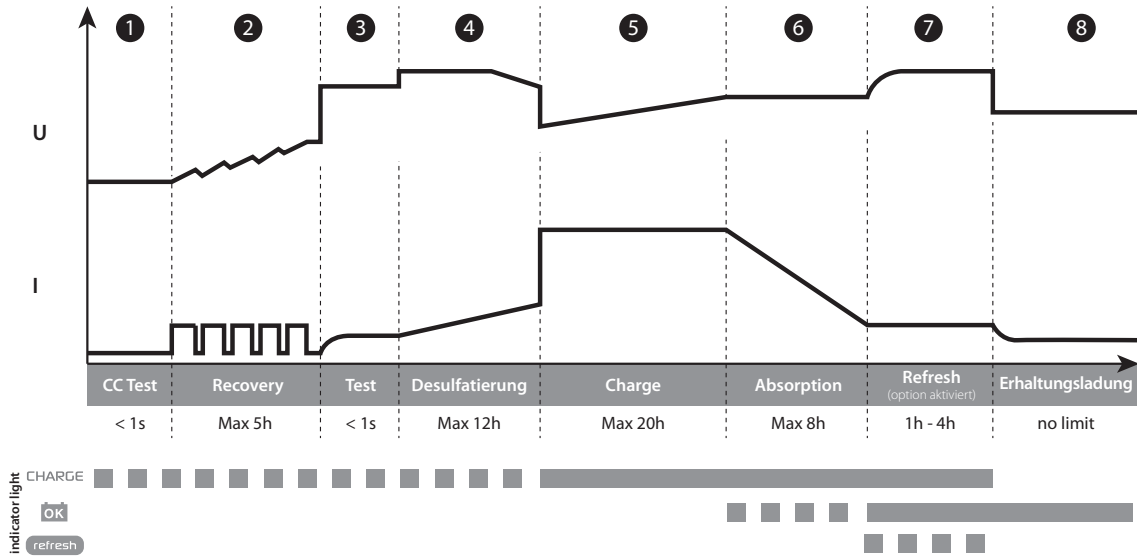 1 2 3 4 5 6 7 8
U
I
CC Test Recovery Test Desulfatierung Charge Absorption Refresh Erhaltungsladung
(option aktiviert)
< 1s Max 5h < 1s Max 12h Max 20h Max 8h 1h - 4h no limit
indicator light
CHARGE
OK
refresh